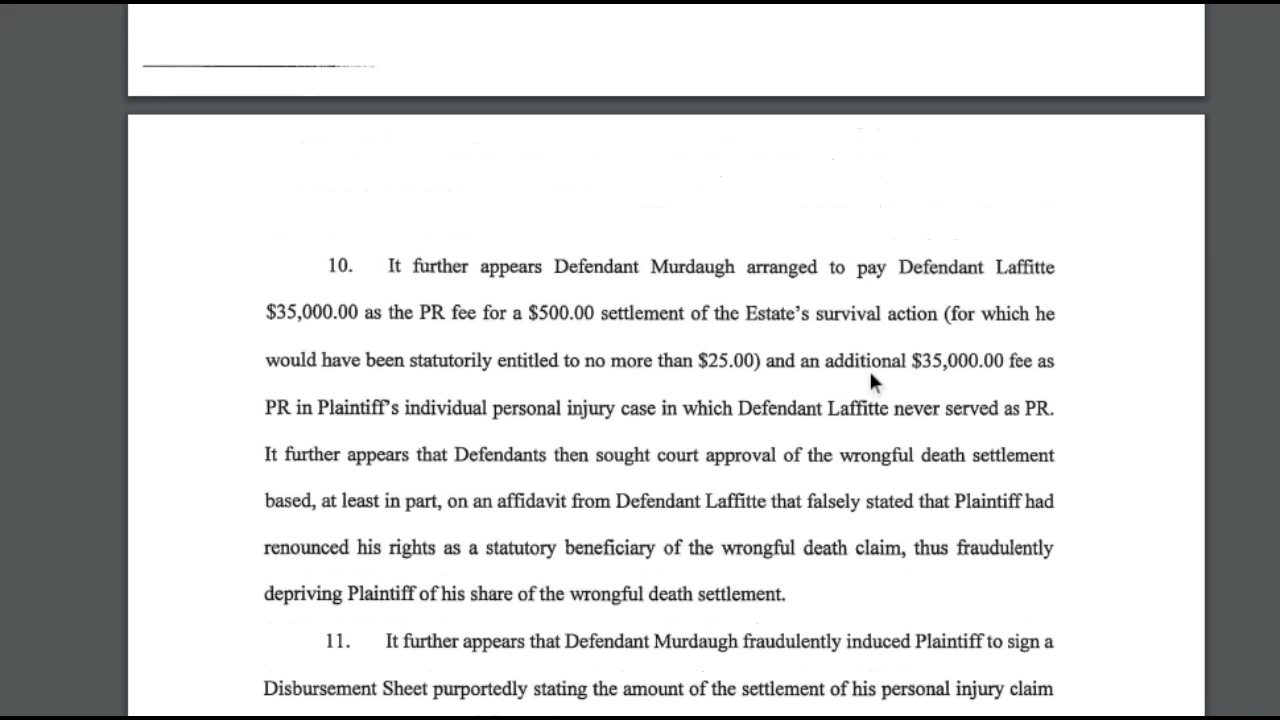 10. It further appears Defendant Murdaugh arranged to pay Defendant Laffitte
$35,000.00 as the PR fee for a $500.00 settlement of the Estate's survival action (for which he
would have been statutorily entitled to no more than $25.00) and an additional $35,000.00 fee as
PR in Plaintiff's individual personal injury case in which Defendant Laffitte never served as PR.
It further appears that Defendants then sought court approval of the wrongful death settlement
based, at least in part, on an affidavit from Defendant Laffitte that falsely stated that Plaintiff had
renounced his rights as a statutory beneficiary of the wrongful death claim, thus fraudulently
depriving Plaintiff of his share of the wrongful death settlement.
11. It further appears that Defendant Murdaugh fraudulently induced Plaintiff to sign a
Disbursement Sheet purportedly stating the amount of the settlement of his personal injury claim